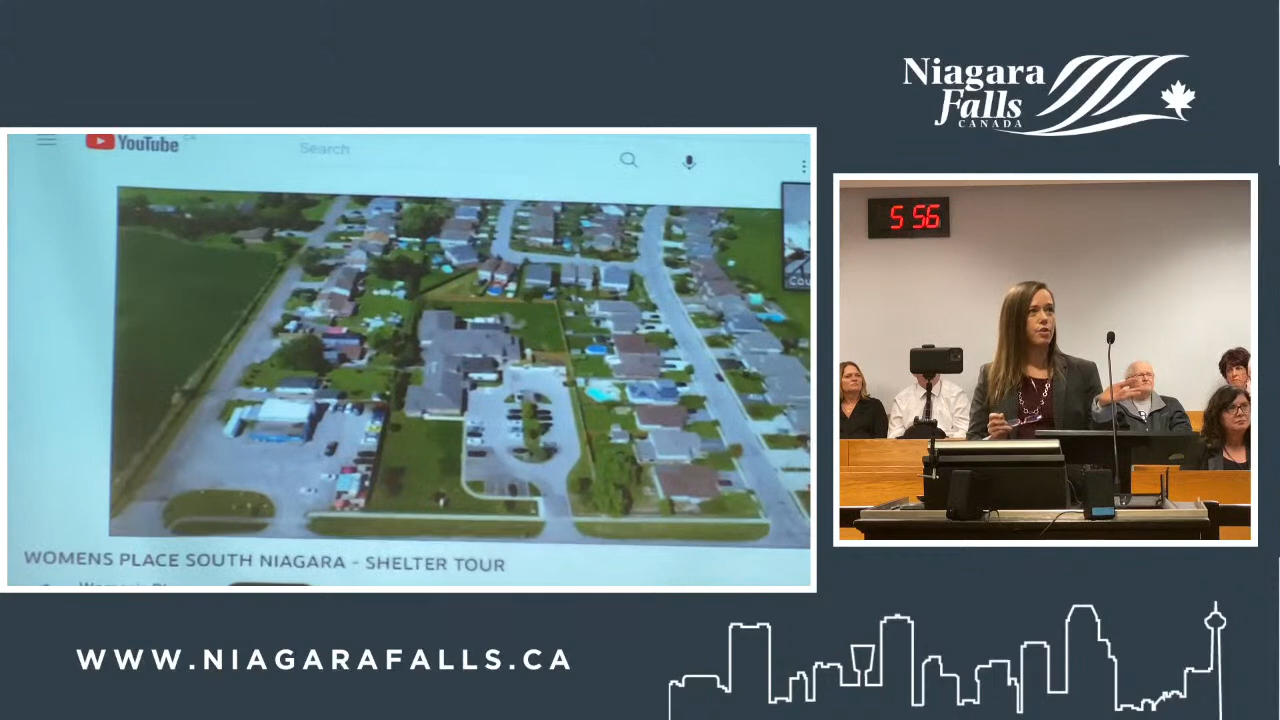 Niagara
Falls
CANADA
YouTube
Search
5 56
WOMENS PLACE SOUTH NIAGARA - SHELTER TOUR
WWW.NIAGARAFALLS.CA